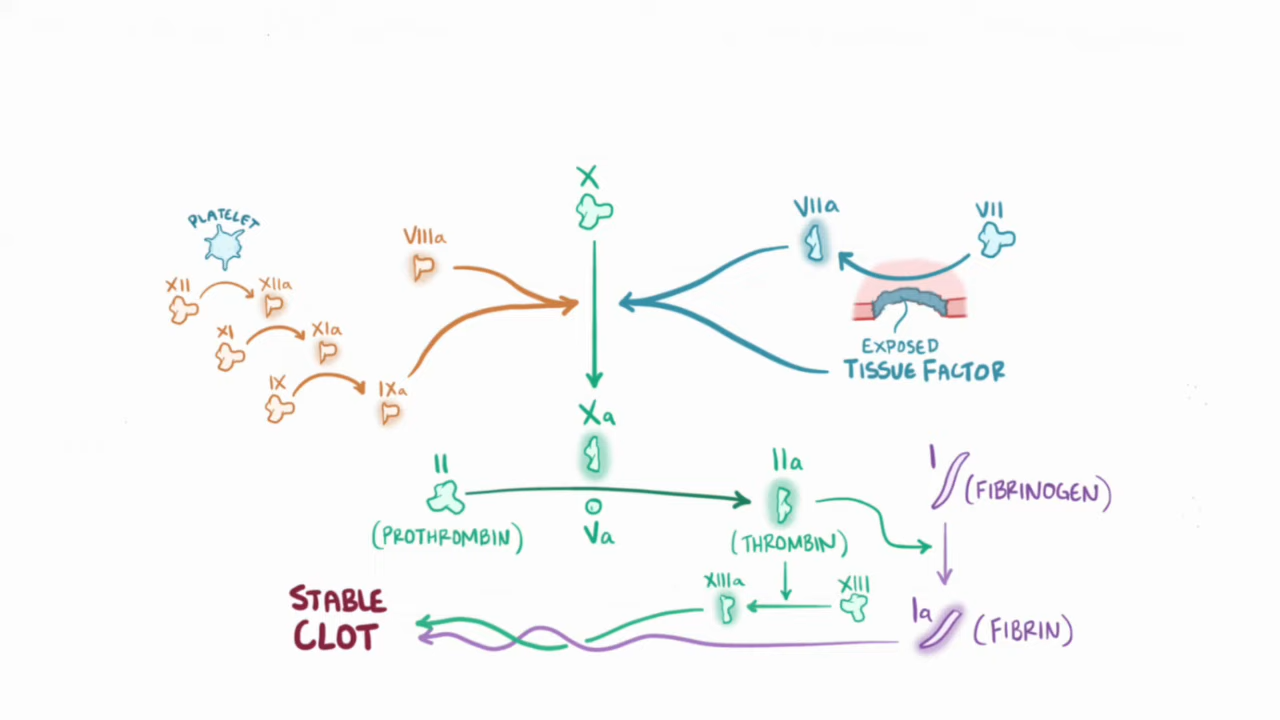 X
VIIa
VII
PLATELET
VIIIa
XII
XIIa
XI
XIa
EXPOSED
TISSUE FACTOR
IX
IXa
Xa
II
(PROTHROMBIN)
Va
IIa
(THROMBIN)
I
(FIBRINOGEN)
XIIIa
XIII
Ia
(FIBRIN)
STABLE
CLOT